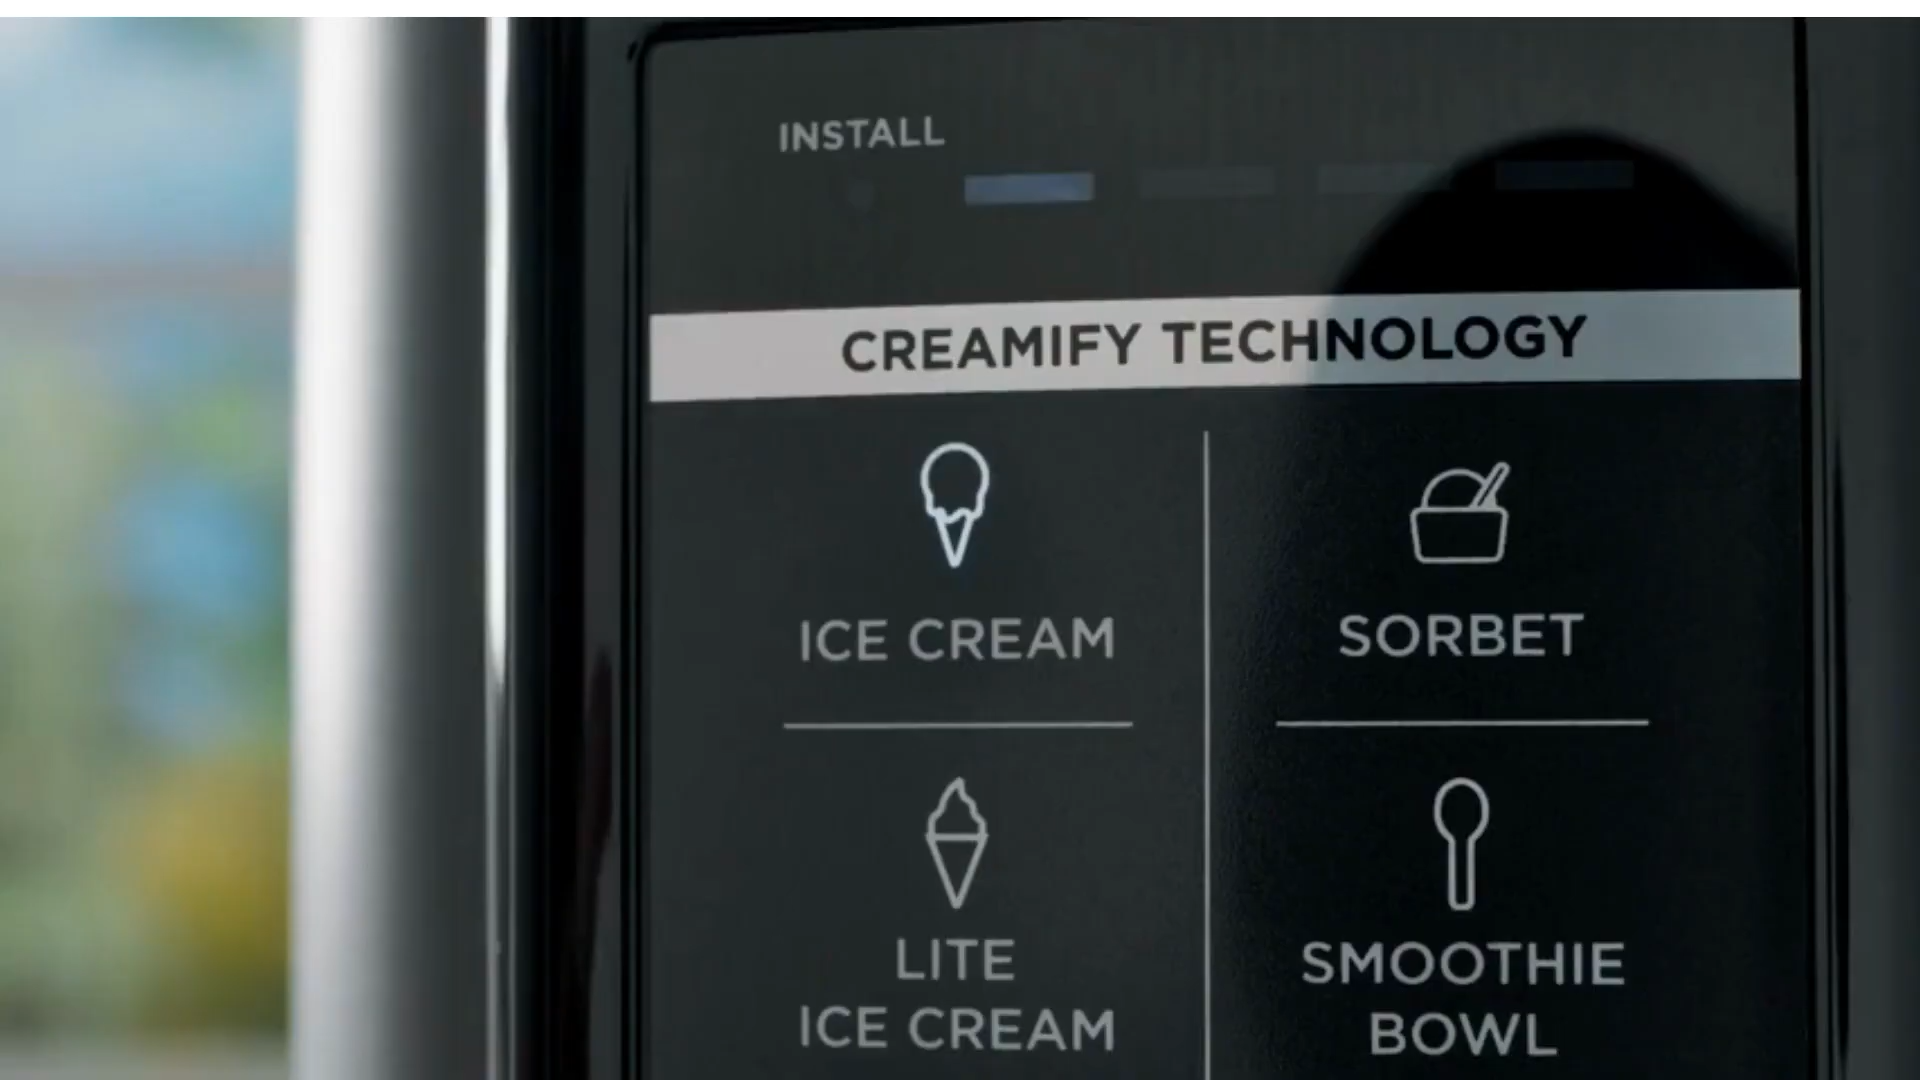 INSTALL
CREAMIFY TECHNOLOGY
ICE CREAM
SORBET
LITE
ICE CREAM
SMOOTHIE
BOWL